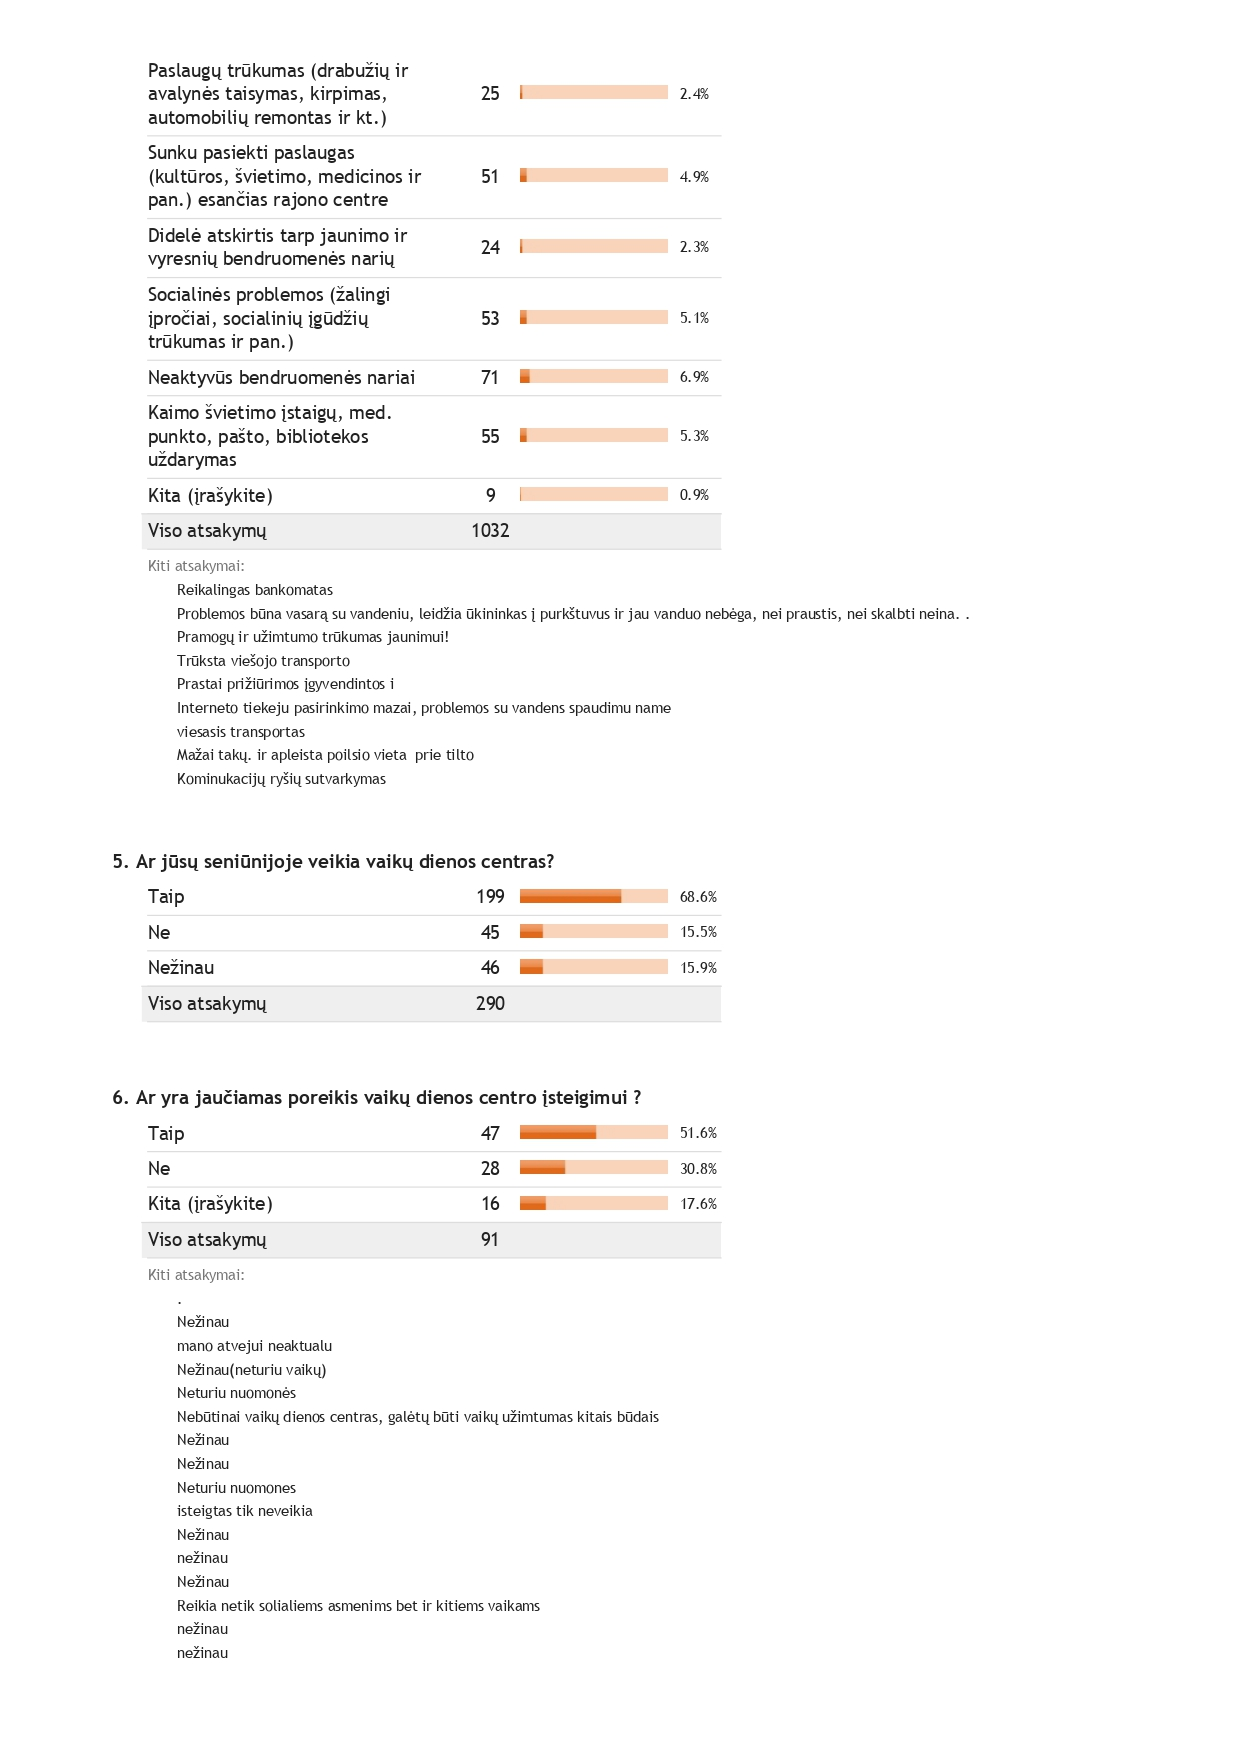 Paslaugų trūkumas (drabužių ir
avalynės taisymas, kirpimas,
automobilių remontas ir kt.)
25
2.4%
Sunku pasiekti paslaugas
(kultūros, švietimo, medicinos ir
pan.) esančias rajono centre
51
4.9%
Didelė atskirtis tarp jaunimo ir
vyresnių bendruomenės narių
24
2.3%
Socialinės problemos (žalingi
įpročiai, socialinių įgūdžių
trūkumas ir pan.)
53
5.1%
Neaktyvūs bendruomenės nariai 71 6.9%
Kaimo švietimo įstaigų, med.
punkto, pašto, bibliotekos
uždarymas
55
5.3%
Kita (įrašykite) 9 0.9%
Viso atsakymų 1032
Kiti atsakymai:
Reikalingas bankomatas
Problemos būna vasarą su vandeniu, leidžia ūkininkas į purkštuvus ir jau vanduo nebėga, nei praustis, nei skalbti neina. .
Pramogų ir užimtumo trūkumas jaunimui!
Trūksta viešojo transporto
Prastai prižiūrimos įgyvendintos i
Interneto tiekeju pasirinkimo mazai, problemos su vandens spaudimu name
viesasis transportas
Mažai takų. ir apleista poilsio vieta prie tilto
Kominukacijų ryšių sutvarkymas
5. Ar jūsų seniūnijoje veikia vaikų dienos centras?
Taip 199 68.6%
Ne 45 15.5%
Nežinau 46 15.9%
Viso atsakymų 290
6. Ar yra jaučiamas poreikis vaikų dienos centro įsteigimui ?
Taip 47 51.6%
Ne 28 30.8%
Kita (įrašykite) 16 17.6%
Viso atsakymų 91
Kiti atsakymai:
.
Nežinau
mano atvejui neaktualu
Nežinau(neturiu vaikų)
Neturiu nuomonės
Nebūtinai vaikų dienos centras, galėtų būti vaikų užimtumas kitais būdais
Nežinau
Nežinau
Neturiu nuomones
isteigtas tik neveikia
Nežinau
nežinau
Nežinau
Reikia netik solialiems asmenims bet ir kitiems vaikams
nežinau
nežinau